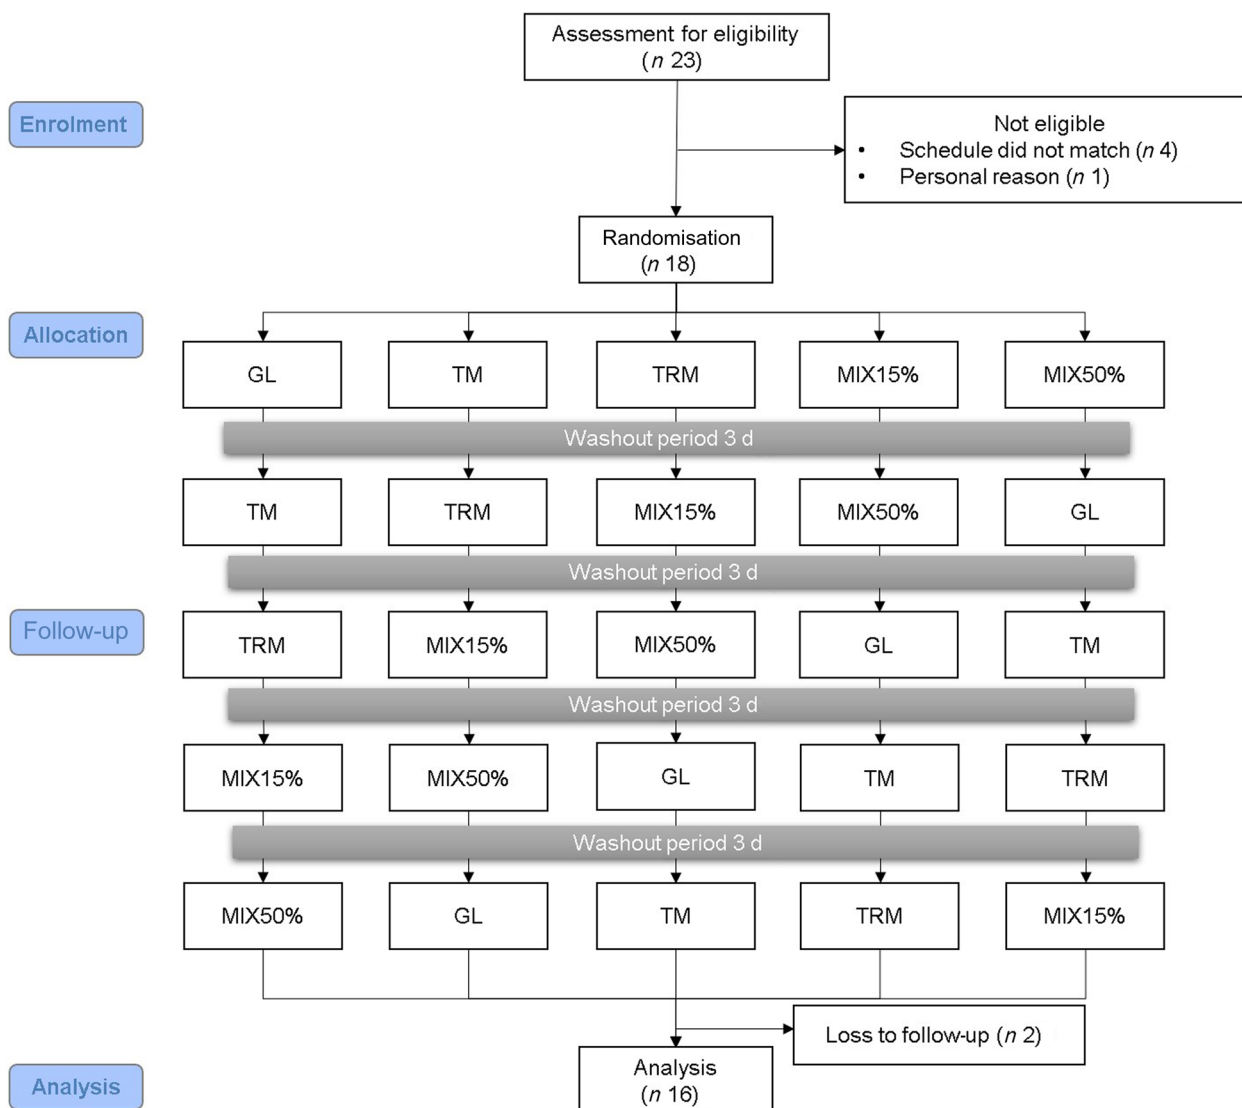 Assessment for eligibility
(n 23)
Enrolment
Not eligible
• Schedule did not match (n 4)
• Personal reason (n 1)
Randomisation
(n 18)
Allocation
GL TM TRM MIX15% MIX50%
Washout period 3 d
TM TRM MIX15% MIX50% GL
Washout period 3 d
Follow-up
TRM MIX15% MIX50% GL TM
Washout period 3 d
MIX15% MIX50% GL TM TRM
Washout period 3 d
MIX50% GL TM TRM MIX15%
Loss to follow-up (n 2)
Analysis
Analysis
(n 16)